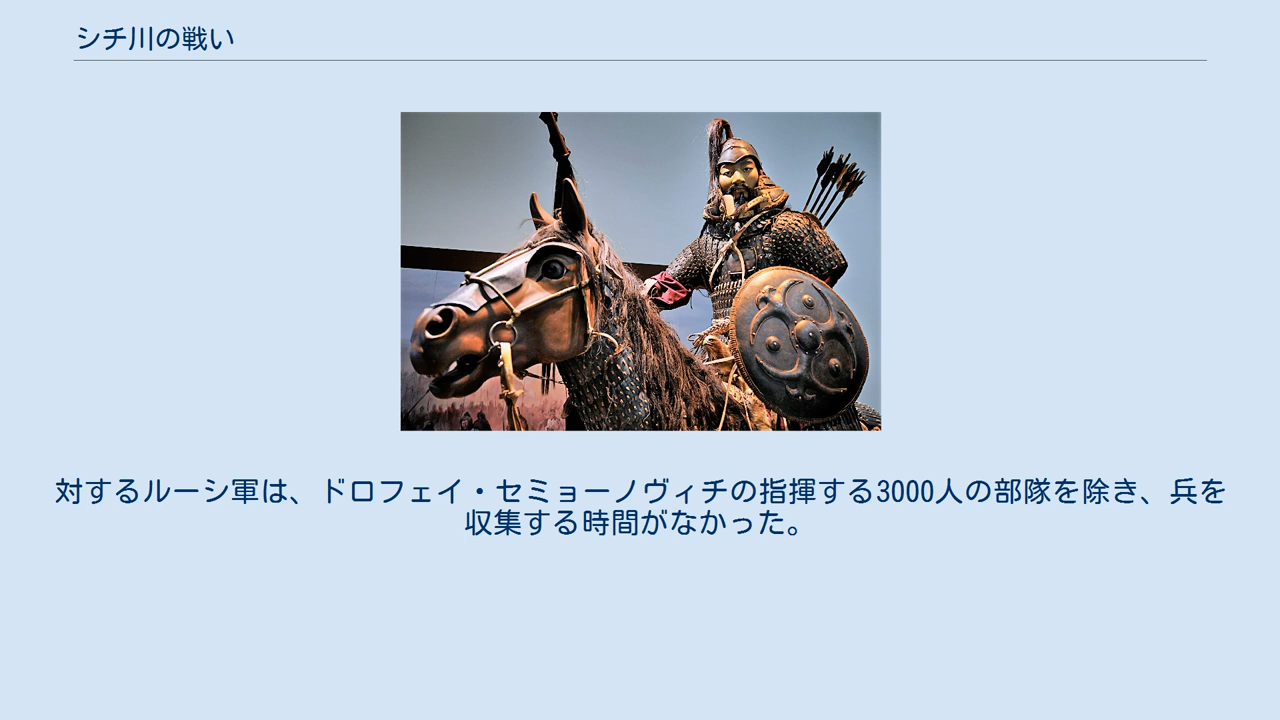 シチ川の戦い
対するルーシ軍は、ドロフェイ・セミョーノヴィチの指揮する3000人の部隊を除き、兵を
収集する時間がなかった。